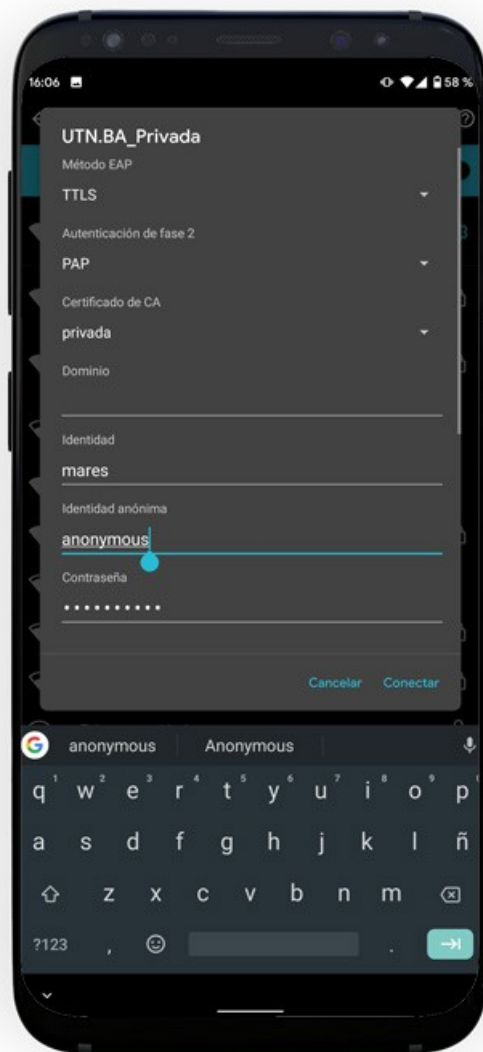 16:06
58 %
UTN.BA_Privada
Método EAP
TTLS
Autenticación de fase 2
PAP
Certificado de CA
privada
Dominio
Identidad
mares
Identidad anónima
anonymous
Contraseña
••••••••••
Cancelar Conectar
G anonymous Anonymous
q 1 w 2 e 3 r 4 t 5 y 6 u 7 i 8 o 9 p
a s d f g h j k l ñ
z x c v b n m
?123 , .